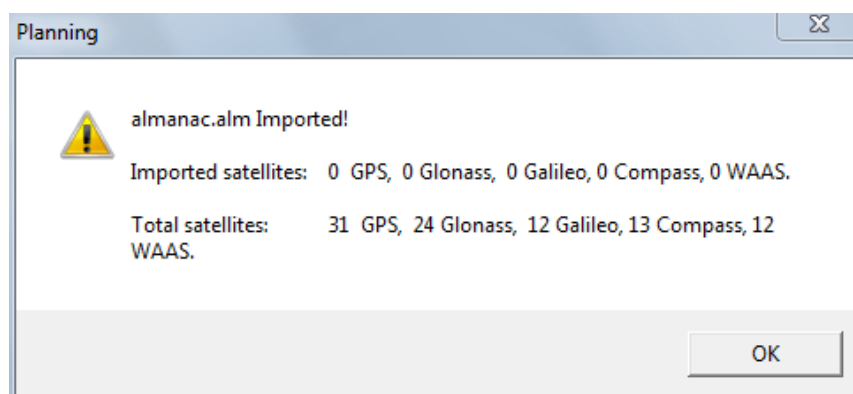 Planning
almanac.alm Imported!
Imported satellites: 0 GPS, 0 Glonass, 0 Galileo, 0 Compass, 0 WAAS.
Total satellites: 31 GPS, 24 Glonass, 12 Galileo, 13 Compass, 12
WAAS.
OK